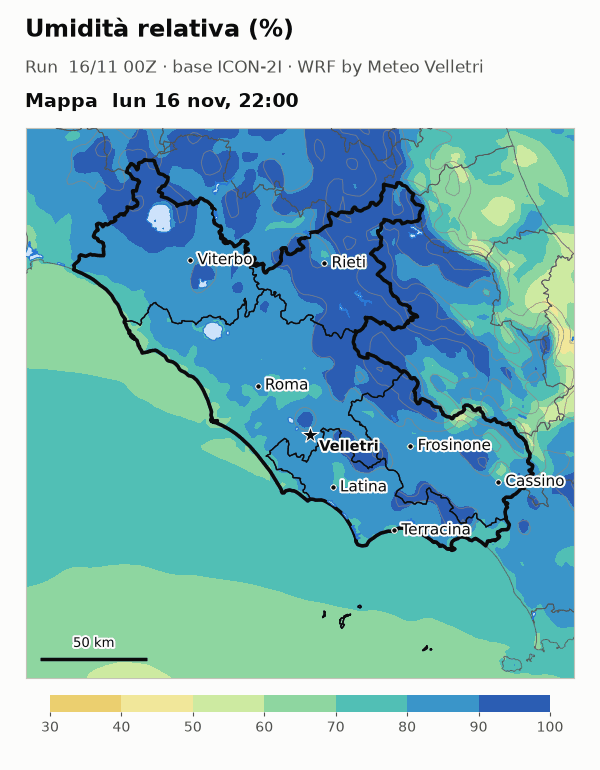 Umidità relativa (%)
Run  16/11 00Z · base ICON-2I · WRF by Meteo Velletri
Mappa  lun 16 nov, 22:00
Viterbo
Rieti
Roma
Velletri
Frosinone
Cassino
Latina
Terracina
50 km
30 40 50 60 70 80 90 100